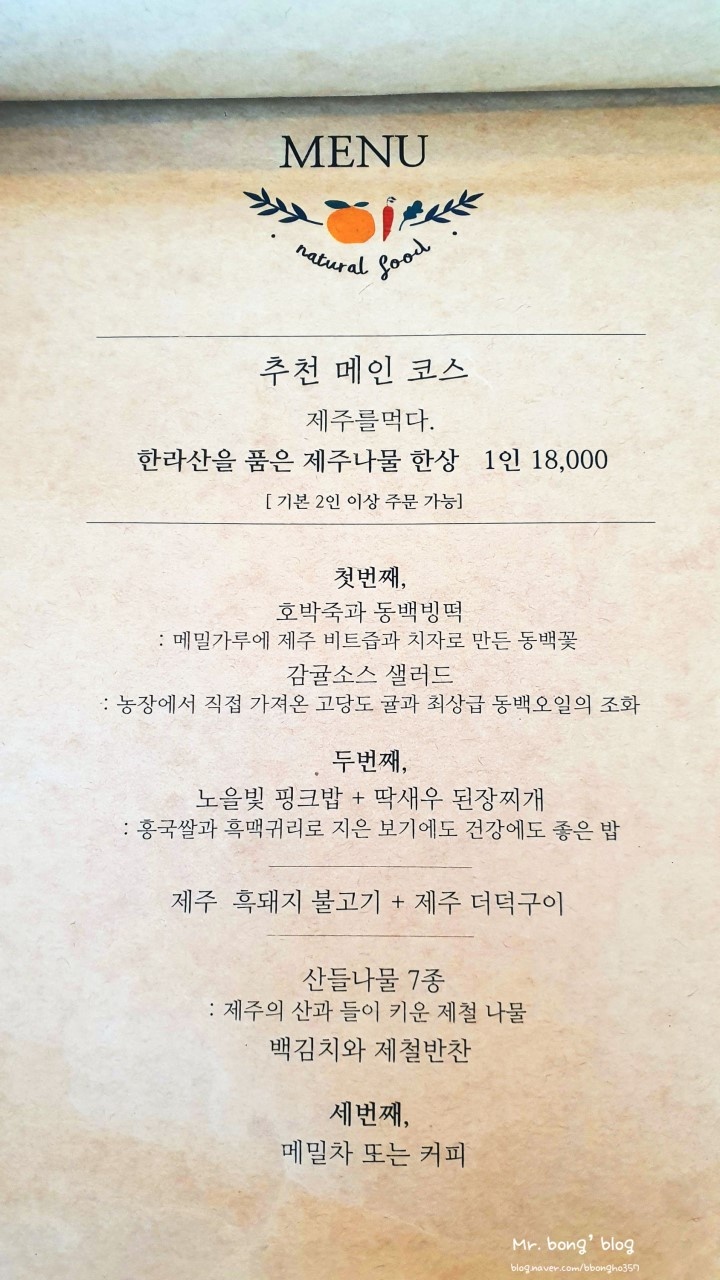 MENU
natural food
추천 메인 코스
제주를먹다.
한라산을 품은 제주나물 한상 1인 18,000
[ 기본 2인 이상 주문 가능]
첫번째,
호박죽과 동백빙떡
: 메밀가루에 제주 비트즙과 치자로 만든 동백꽃
감귤소스 샐러드
: 농장에서 직접 가져온 고당도 귤과 최상급 동백오일의 조화
두번째,
노을빛 핑크밥 + 딱새우 된장찌개
: 홍국쌀과 흑맥귀리로 지은 보기에도 건강에도 좋은 밥
제주 흑돼지 불고기 + 제주 더덕구이
산들나물 7종
: 제주의 산과 들이 키운 제철 나물
백김치와 제철반찬
세번째,
메밀차 또는 커피
Mr. bong' blog
blog.naver.com/bbongho357